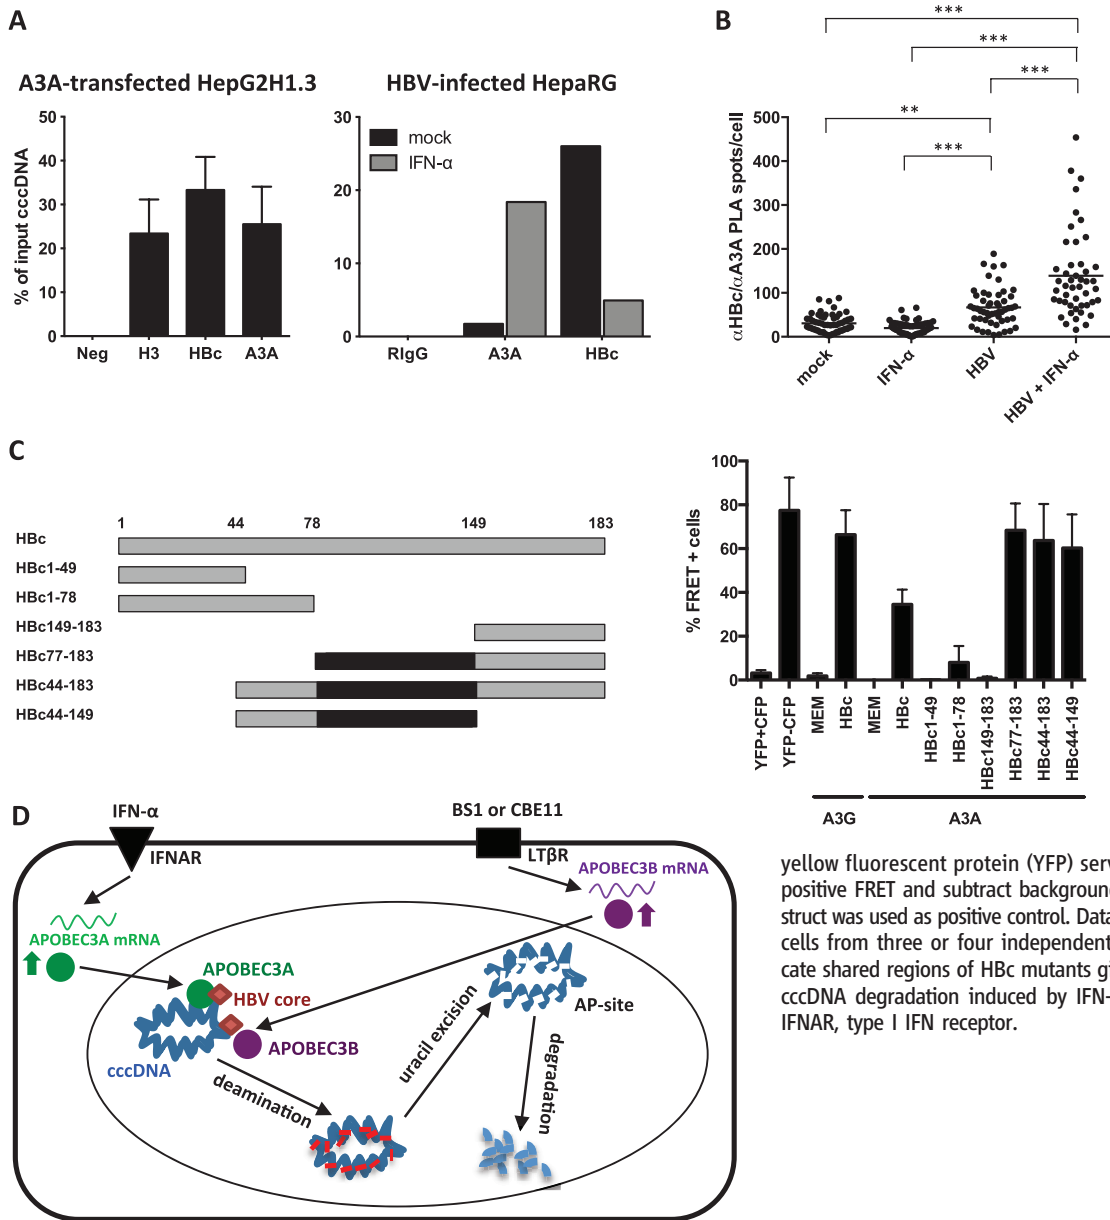 A
A3A-transfected HepG2H1.3
% of input cccDNA
50
40
30
20
10
0
Neg H3 HBc A3A
HBV-infected HepaRG
30
20
10
0
mock
IFN-α
RIgG A3A HBc
B
***
***
***
**
***
αHBc/αA3A PLA spots/cell
500
400
300
200
100
0
mock
IFN-α
HBV
HBV + IFN-α
C
1 44 78 149 183
HBc
HBc1-49
HBc1-78
HBc149-183
HBc77-183
HBc44-183
HBc44-149
% FRET + cells
100
80
60
40
20
0
YFP+CFP
YFP-CFP
MEM
HBc
MEM
HBc
HBc1-49
HBc1-78
HBc149-183
HBc77-183
HBc44-183
HBc44-149
A3G A3A
D
IFN-α
IFNAR
APOBEC3A mRNA
BS1 or CBE11
LTβR
APOBEC3B mRNA
APOBEC3A
HBV core
APOBEC3B
cccDNA
deamination
uracil excision
AP-site
degradation
yellow fluorescent protein (YFP) serv
positive FRET and subtract background
struct was used as positive control. Data
cells from three or four independent
cate shared regions of HBc mutants gi
cccDNA degradation induced by IFN-
IFNAR, type I IFN receptor.